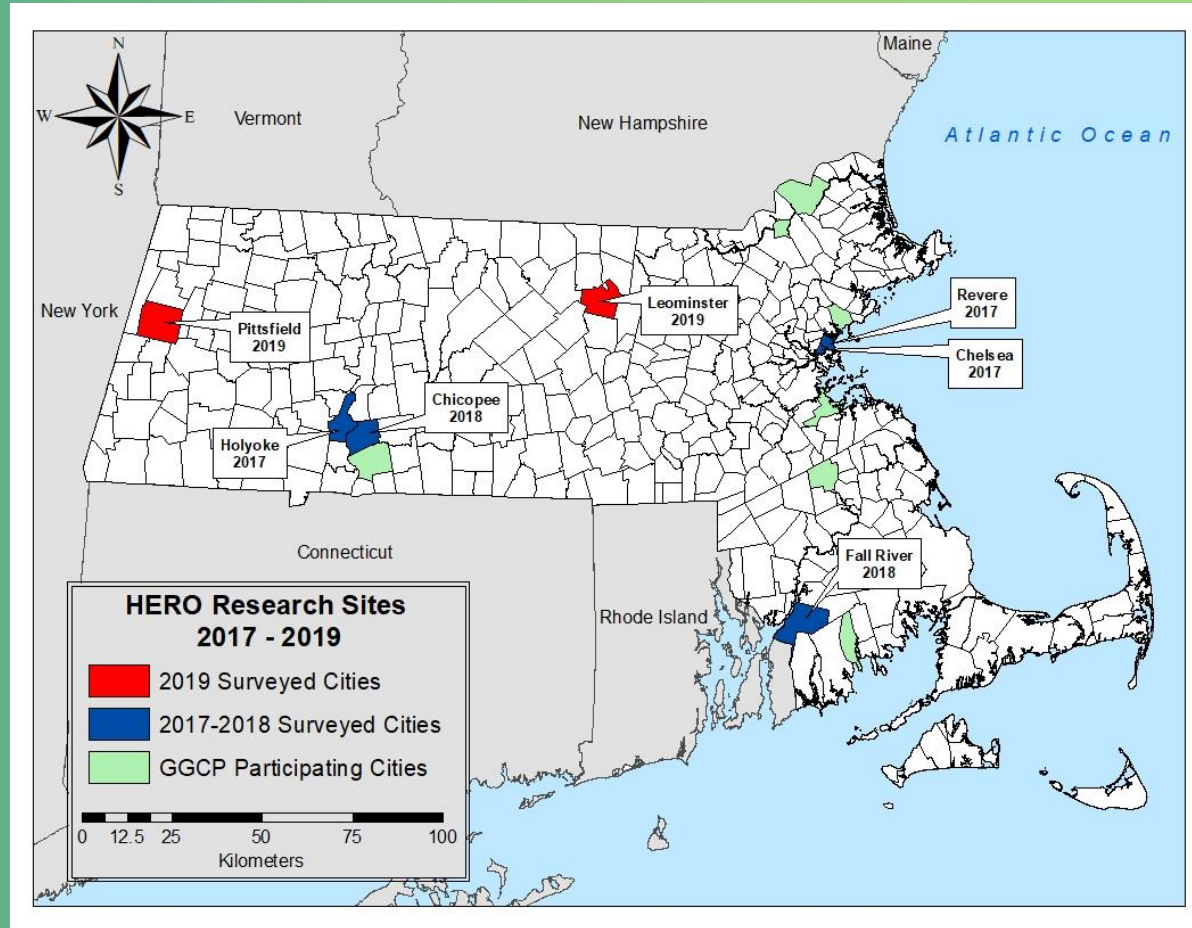 N
W
E
S
Maine
Vermont
New Hampshire
Atlantic Ocean
New York
Pittsfield
2019
Leominster
2019
Revere
2017
Chelsea
2017
Chicopee
2018
Holyoke
2017
Connecticut
Rhode Island
Fall River
2018
HERO Research Sites
2017 - 2019
2019 Surveyed Cities
2017-2018 Surveyed Cities
GGCP Participating Cities
0 12.5 25 50 75 100
Kilometers